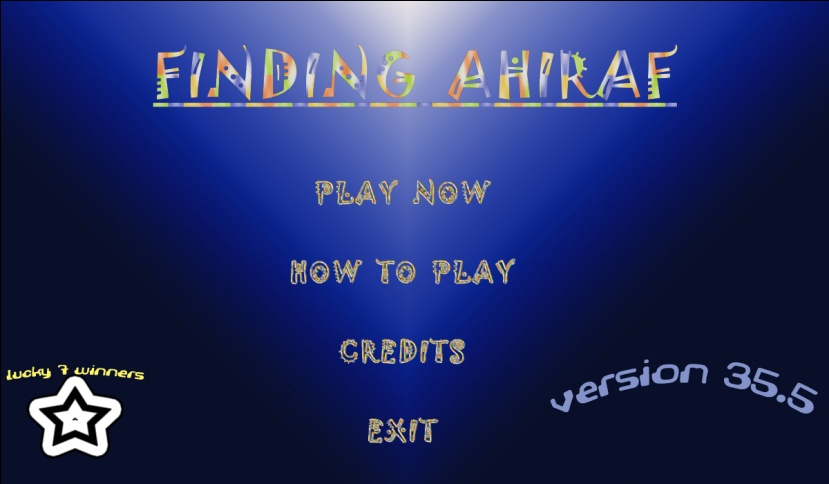 FINDING AHIRAF
PLAY NOW
HOW TO PLAY
CREDITS
lucky 7 winners
version 35.5
EXIT